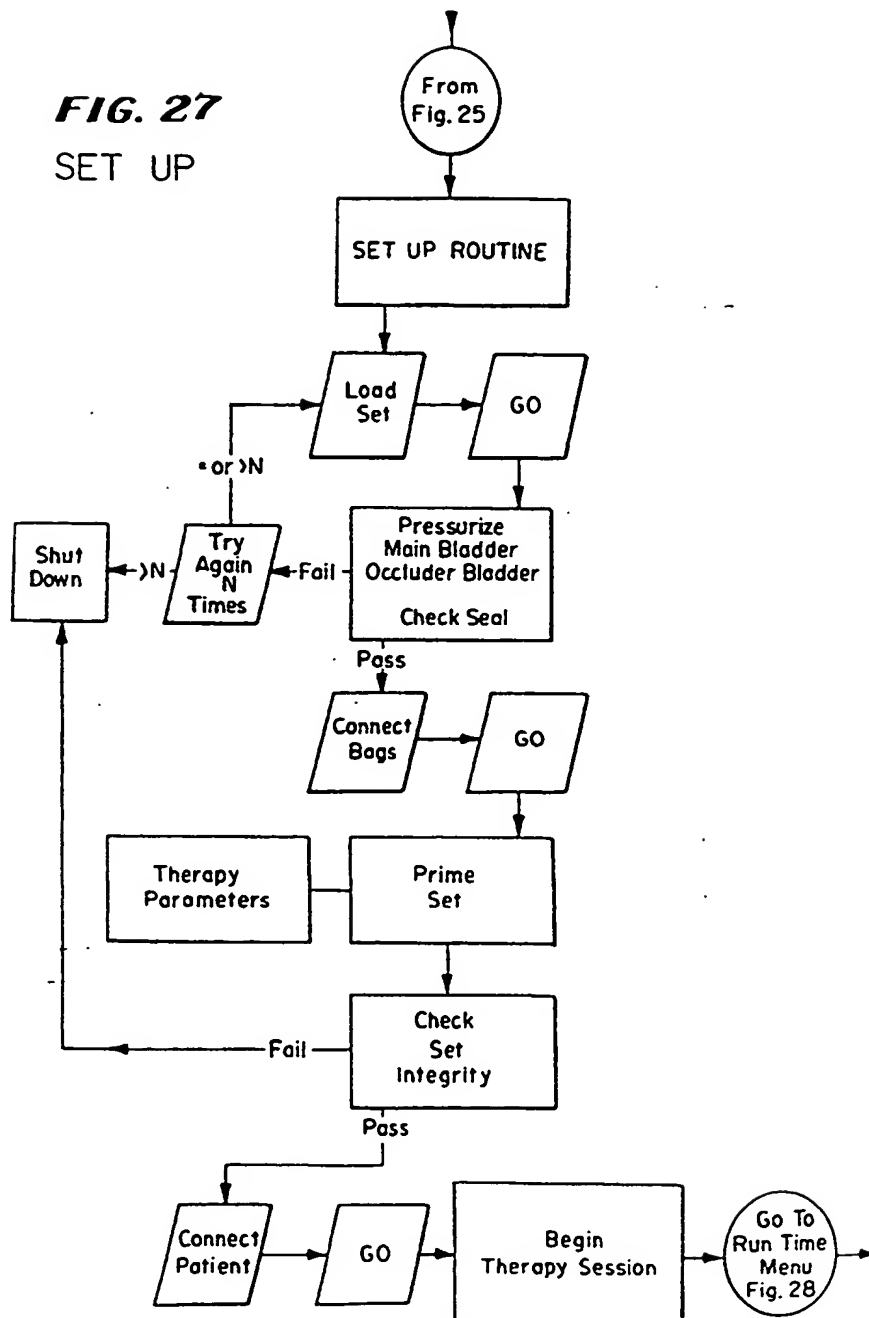 FIG. 27
SET UP
From
Fig. 25
SET UP ROUTINE
Load
Set
GO
= or >N
Pressurize
Main Bladder
Occluder Bladder
Check Seal
Fail
Try
Again
N
Times
>N
Shut
Down
Pass
Connect
Bags
GO
Therapy
Parameters
Prime
Set
Check
Set
Integrity
Fail
Pass
Connect
Patient
GO
Begin
Therapy Session
Go To
Run Time
Menu
Fig. 28